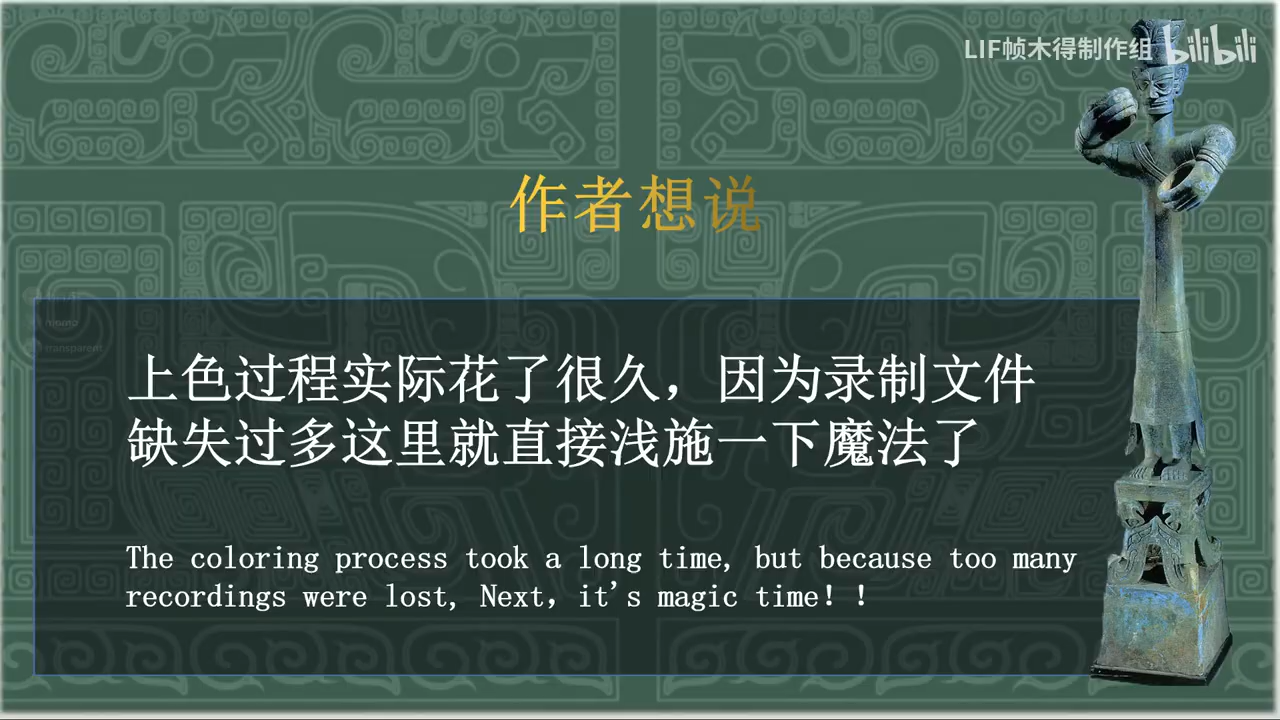 LIF帧木得制作组 bilibili
作者想说
上色过程实际花了很久，因为录制文件
缺失过多这里就直接浅施一下魔法了
The coloring process took a long time, but because too many
recordings were lost, Next，it's magic time！！